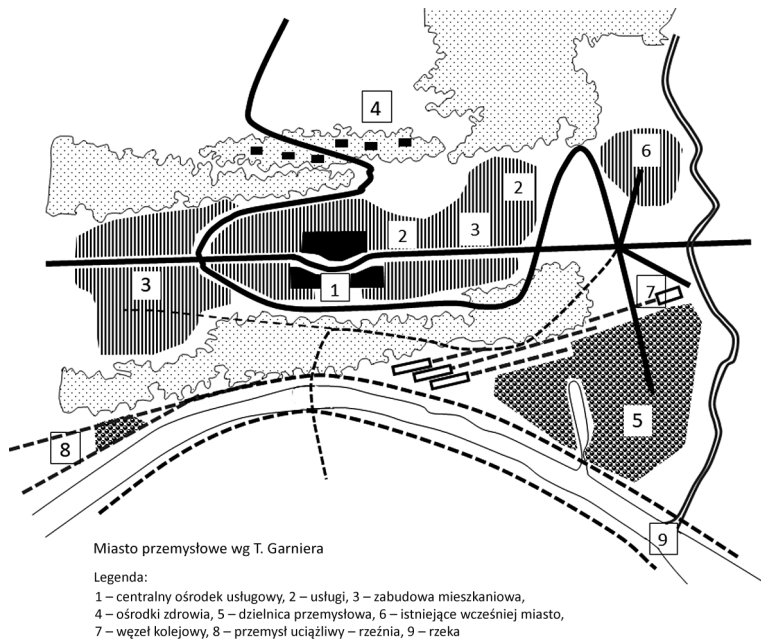 4
6
2
2
3
3
1
7
5
8
9
Miasto przemysłowe wg T. Garniera
Legenda:
1 – centralny ośrodek usługowy, 2 – usługi, 3 – zabudowa mieszkaniowa,
4 – ośrodki zdrowia, 5 – dzielnica przemysłowa, 6 – istniejące wcześniej miasto,
7 – węzeł kolejowy, 8 – przemysł uciążliwy – rzeźnia, 9 – rzeka